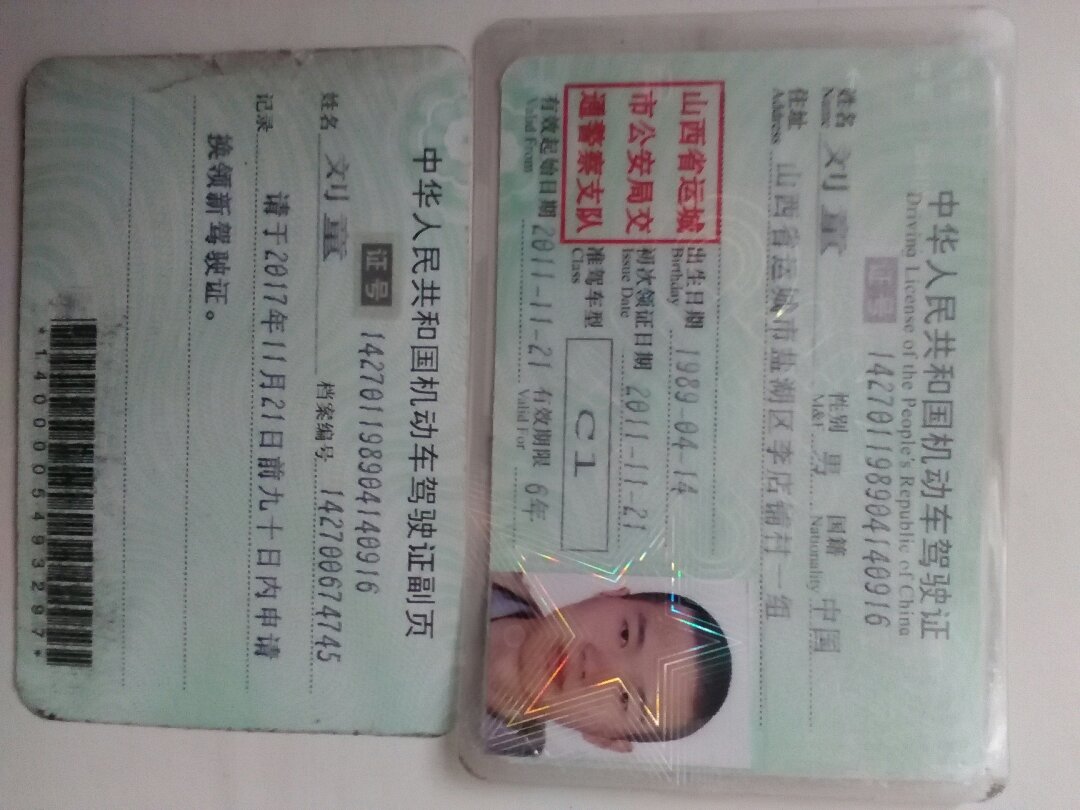 中华人民共和国机动车驾驶证
Driving License of the People's Republic of China
证号 142701198904140916
姓名 刘童 性别 男 国籍 中国
Name M&F Nationality
住址 山西省运城市盐湖区李店铺村一组
Address
山西省运城
市公安局交
通警察支队
出生日期 1989-04-14
Birthday
初次领证日期 2011-11-21
Issue Date
准驾车型 C1
Class
有效起始日期 2011-11-21 有效期限 6年
Valid From Valid For
中华人民共和国机动车驾驶证副页
证号 142701198904140916
姓名 刘童 档案编号 142700674745
记录 请于2017年11月21日前九十日内申请
换领新驾驶证。
*1400005493297*